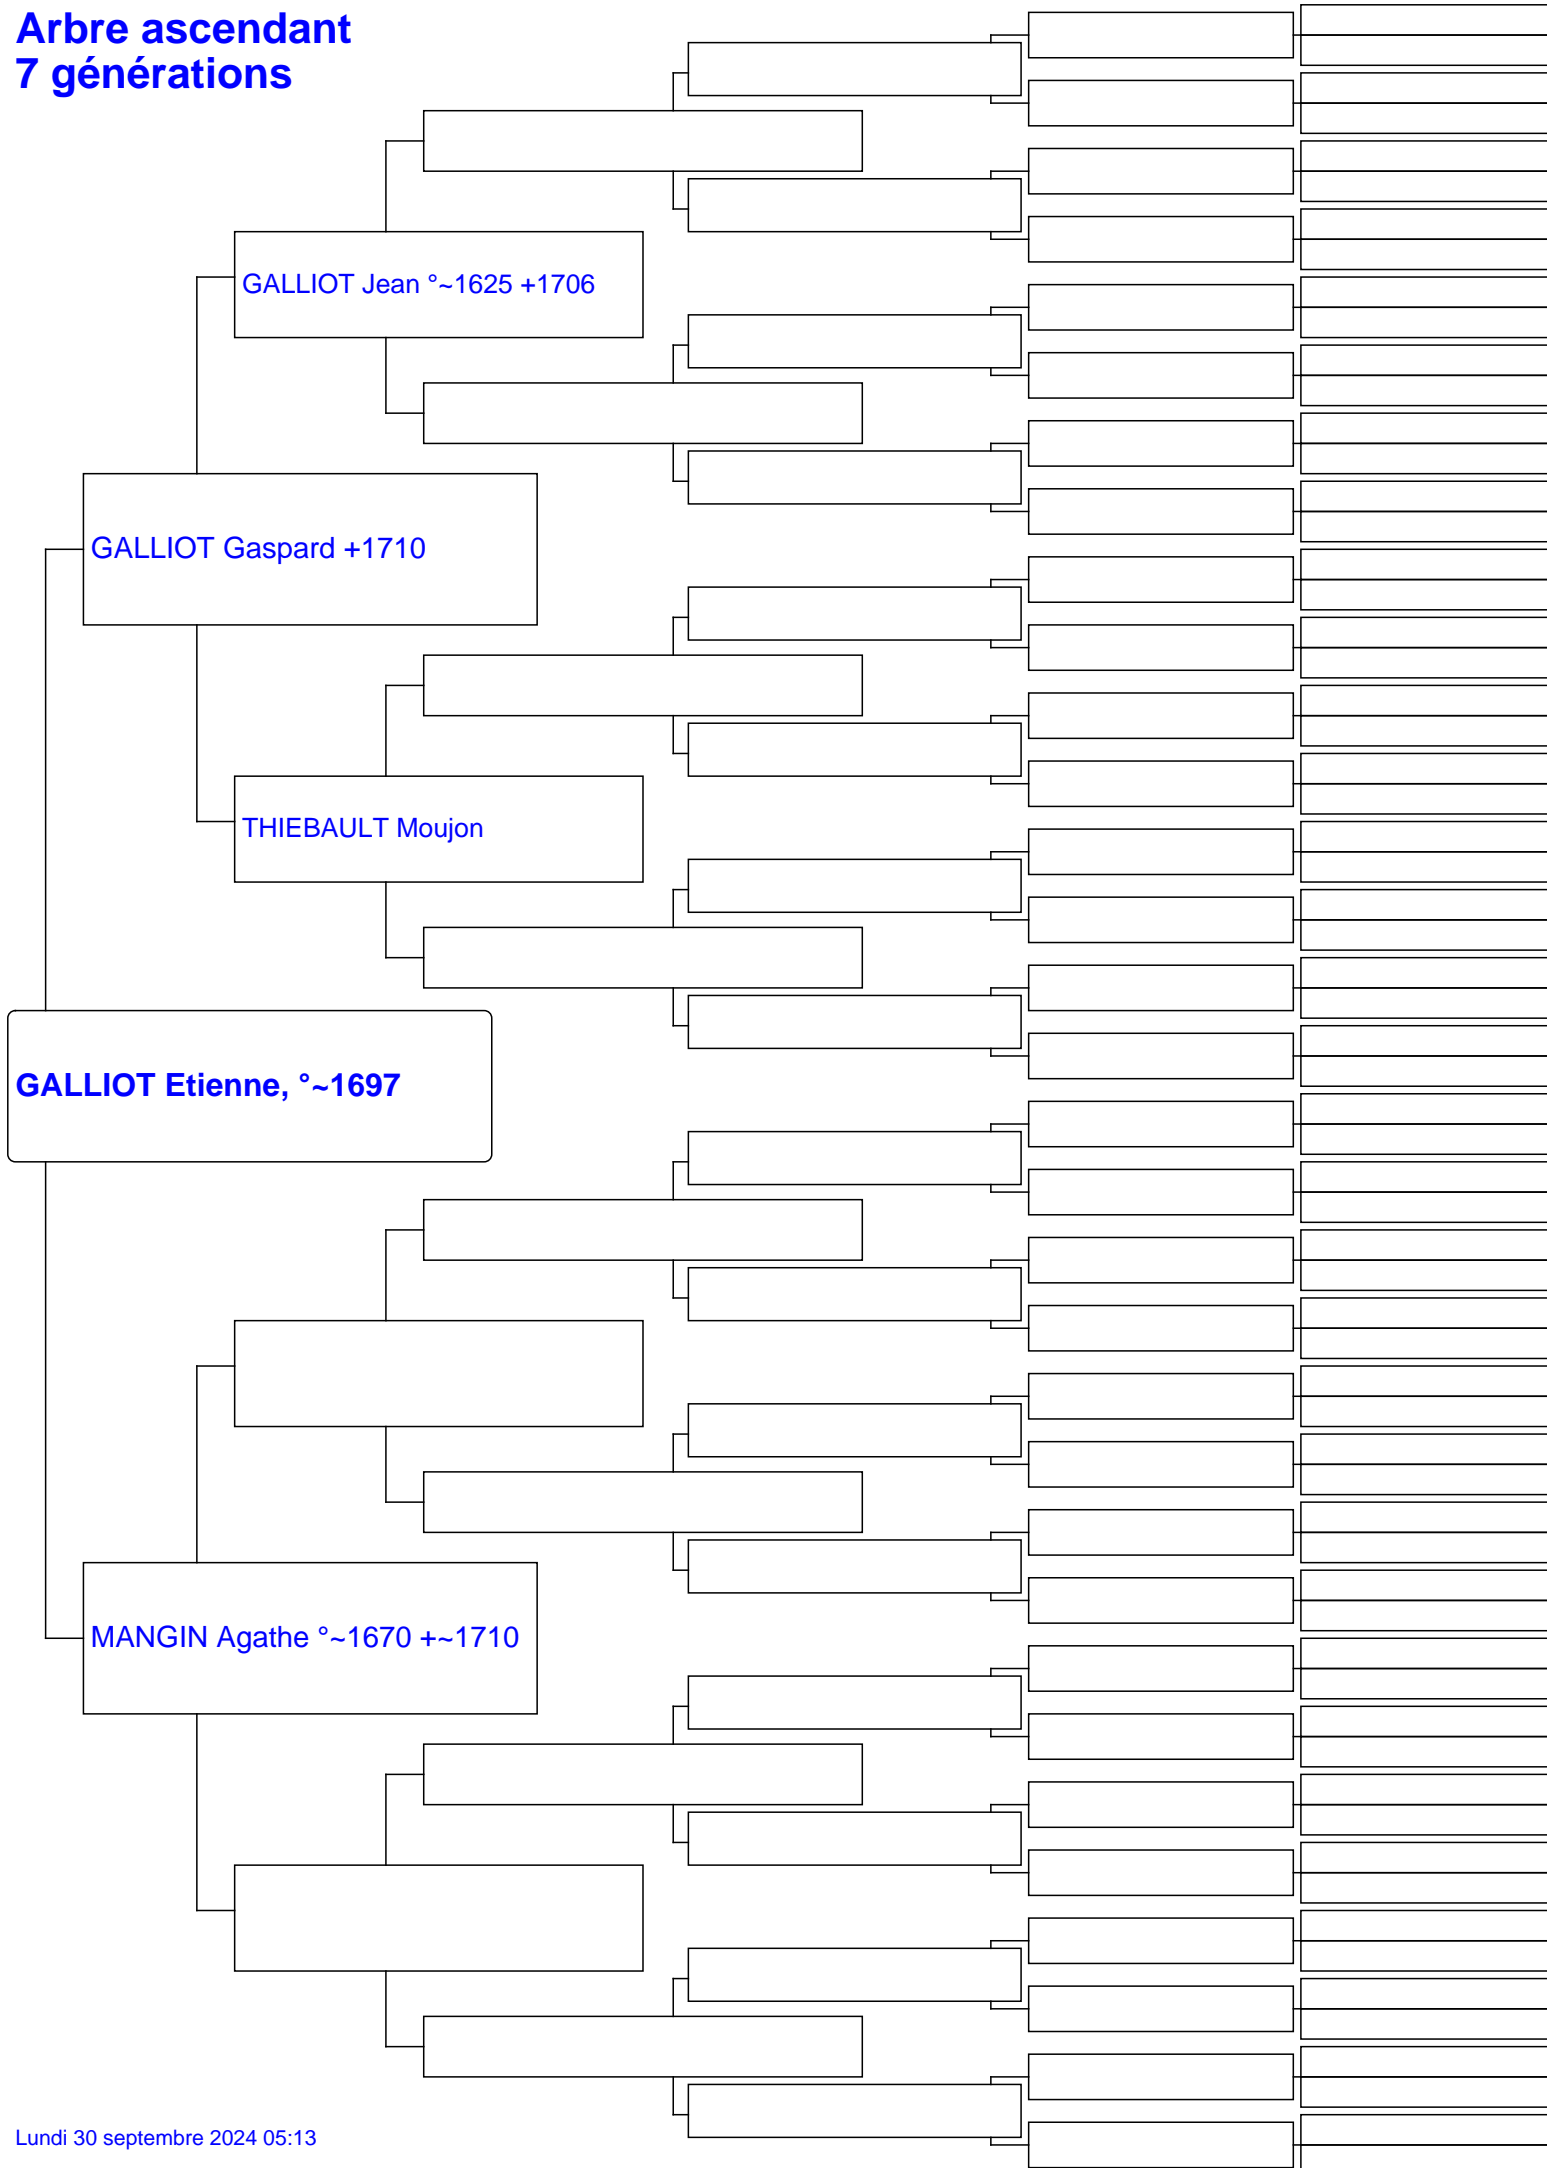 Arbre ascendant
7 générations
GALLIOT Jean °~1625 +1706
GALLIOT Gaspard +1710
THIEBAULT Moujon
GALLIOT Etienne, °~1697
MANGIN Agathe °~1670 +~1710
Lundi 30 septembre 2024 05:13